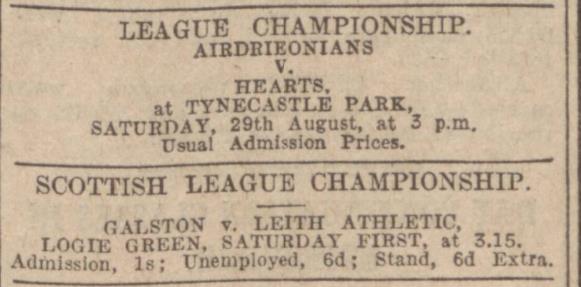 LEAGUE CHAMPIONSHIP.
AIRDRIEONIANS
V.
HEARTS,
at TYNECASTLE PARK,
SATURDAY, 29th August, at 3 p.m.
Usual Admission Prices.
SCOTTISH LEAGUE CHAMPIONSHIP.
GALSTON v. LEITH ATHLETIC,
LOGIE GREEN, SATURDAY FIRST, at 3.15.
Admission, 1s; Unemployed, 6d; Stand, 6d Extra.